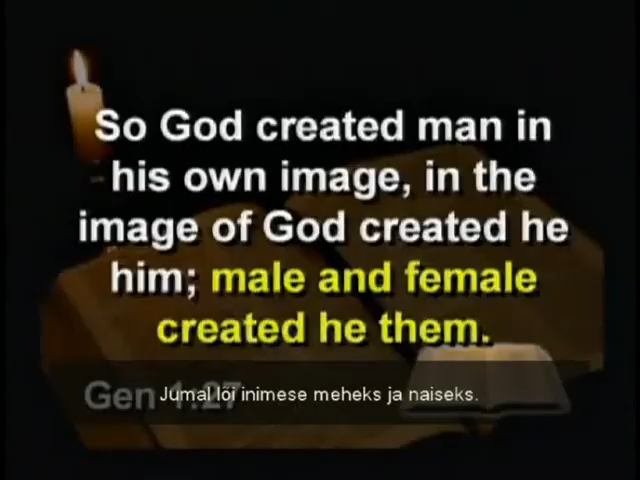 So God created man in
his own image, in the
image of God created he
him; male and female
created he them.
Gen 1:27
Jumal lõi inimese meheks ja naiseks.